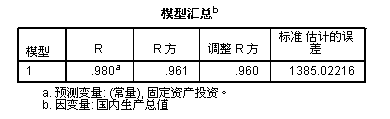 模型汇总b
模型 R R 方 调整 R 方 标准 估计的误差
1 .980a .961 .960 1385.02216
a. 预测变量: (常量), 固定资产投资。
b. 因变量: 国内生产总值